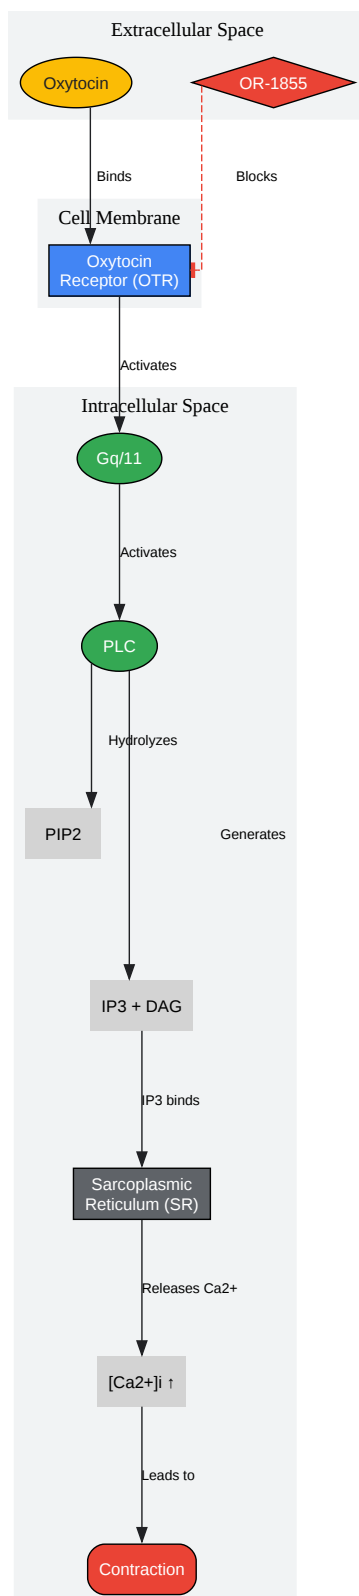 Extracellular Space
Oxytocin
OR-1855
Binds
Blocks
Cell Membrane
Oxytocin
Receptor (OTR)
Activates
Intracellular Space
Gq/11
Activates
PLC
Hydrolyzes
PIP2
Generates
IP3 + DAG
IP3 binds
Sarcoplasmic
Reticulum (SR)
Releases Ca2+
[Ca2+]i ↑
Leads to
Contraction